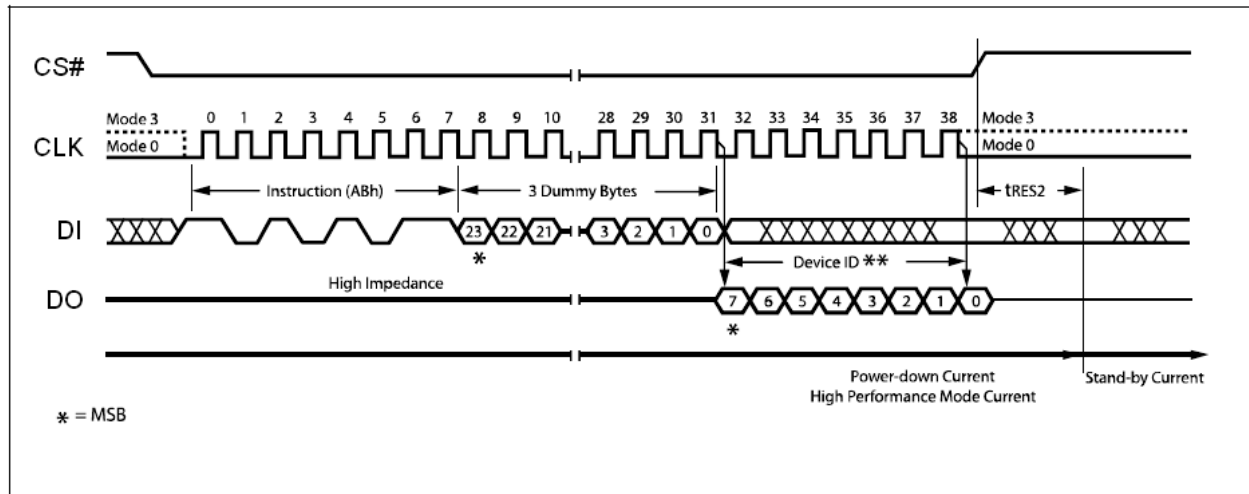 CS#
Mode 3 0 1 2 3 4 5 6 7 8 9 10 28 29 30 31 32 33 34 35 36 37 38 Mode 3
CLK Mode 0 Mode 0
Instruction (ABh) 3 Dummy Bytes tRES2
DI 23 22 21 3 2 1 0
*
Device ID **
High Impedance
DO 7 6 5 4 3 2 1 0
*
Power-down Current Stand-by Current
High Performance Mode Current
* = MSB